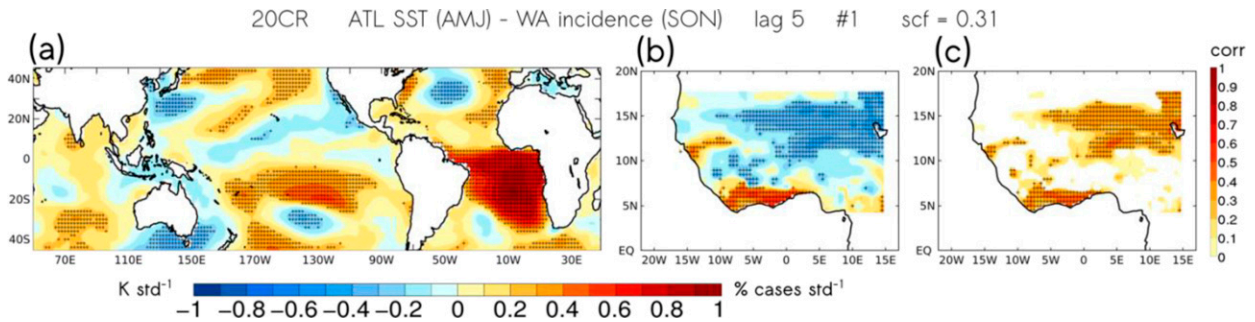 20CR ATL SST (AMJ) - WA incidence (SON) lag 5 #1 scf = 0.31
(a) (b) (c) corr
40N
20N
0
20S
40S
70E 110E 150E 170W 130W 90W 50W 10W 30E
20N
15N
10N
5N
EQ
20W 15W 10W 5W 0 5E 10E 15E
20N
15N
10N
5N
EQ
20W 15W 10W 5W 0 5E 10E 15E
1
0.9
0.8
0.7
0.6
0.5
0.4
0.3
0.2
0.1
0
K std⁻¹ % cases std⁻¹
−1 −0.8 −0.6 −0.4 −0.2 0 0.2 0.4 0.6 0.8 1